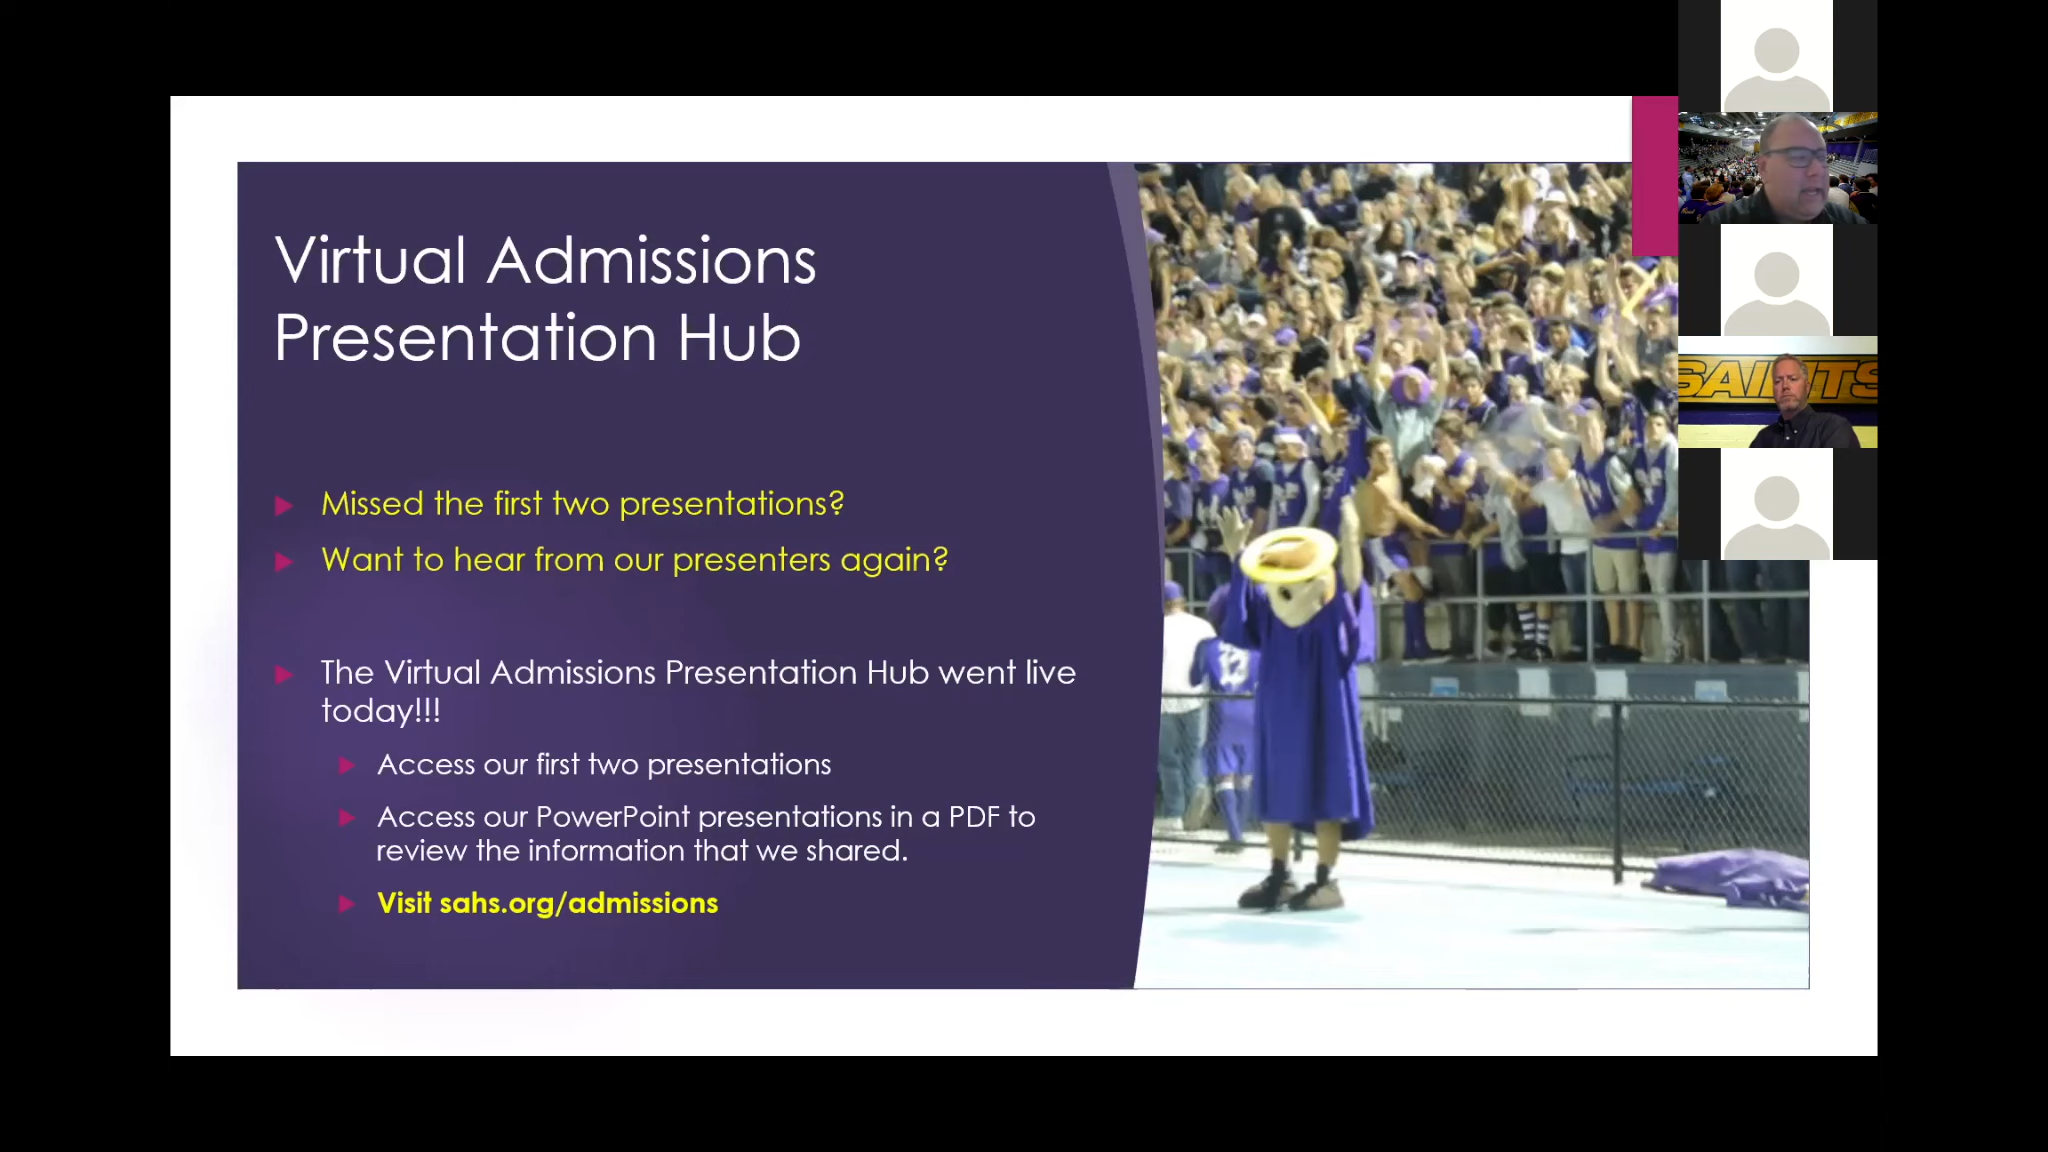 Virtual Admissions
Presentation Hub
Missed the first two presentations?
Want to hear from our presenters again?
The Virtual Admissions Presentation Hub went live
today!!!
Access our first two presentations
Access our PowerPoint presentations in a PDF to
review the information that we shared.
Visit sahs.org/admissions
SAINTS
13